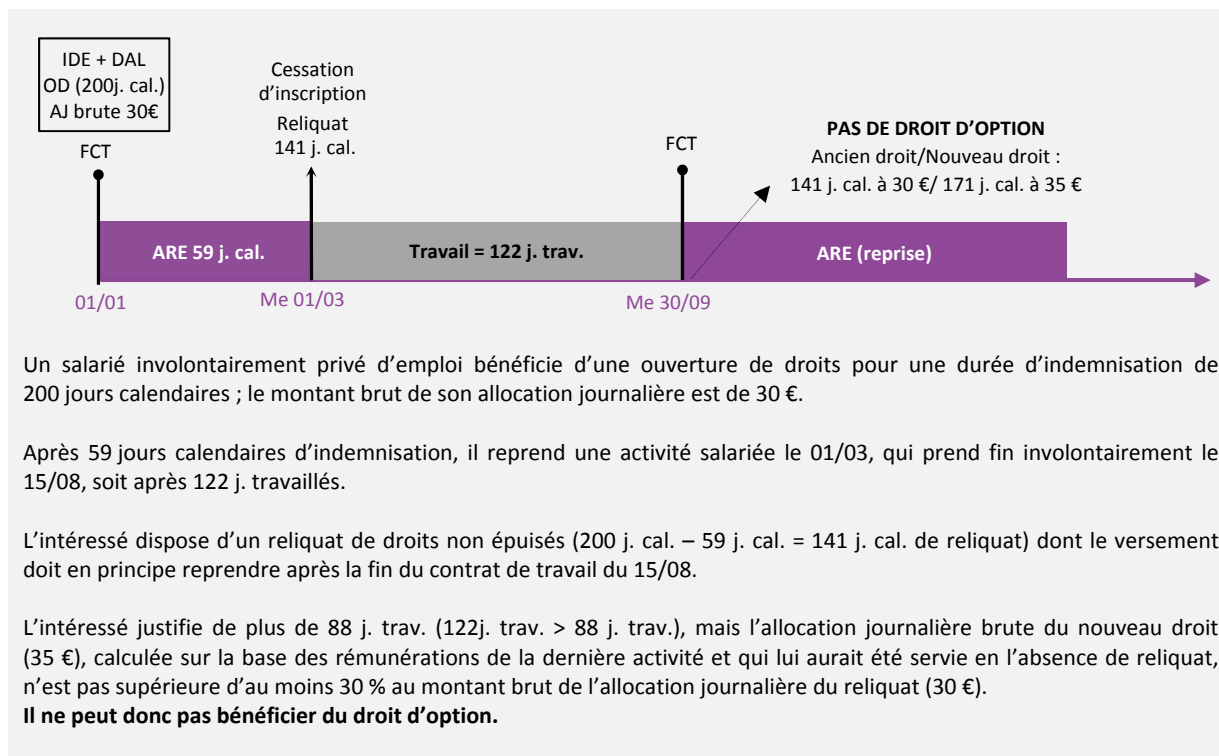 IDE + DAL
OD (200j. cal.)
AJ brute 30€
FCT
Cessation
d’inscription
Reliquat
141 j. cal.
FCT
PAS DE DROIT D’OPTION
Ancien droit/Nouveau droit :
141 j. cal. à 30 €/ 171 j. cal. à 35 €
ARE 59 j. cal.
Travail = 122 j. trav.
ARE (reprise)
01/01
Me 01/03
Me 30/09
Un salarié involontairement privé d’emploi bénéficie d’une ouverture de droits pour une durée d’indemnisation de
200 jours calendaires ; le montant brut de son allocation journalière est de 30 €.
Après 59 jours calendaires d’indemnisation, il reprend une activité salariée le 01/03, qui prend fin involontairement le
15/08, soit après 122 j. travaillés.
L’intéressé dispose d’un reliquat de droits non épuisés (200 j. cal. – 59 j. cal. = 141 j. cal. de reliquat) dont le versement
doit en principe reprendre après la fin du contrat de travail du 15/08.
L’intéressé justifie de plus de 88 j. trav. (122j. trav. > 88 j. trav.), mais l’allocation journalière brute du nouveau droit
(35 €), calculée sur la base des rémunérations de la dernière activité et qui lui aurait été servie en l’absence de reliquat,
n’est pas supérieure d’au moins 30 % au montant brut de l’allocation journalière du reliquat (30 €).
Il ne peut donc pas bénéficier du droit d’option.